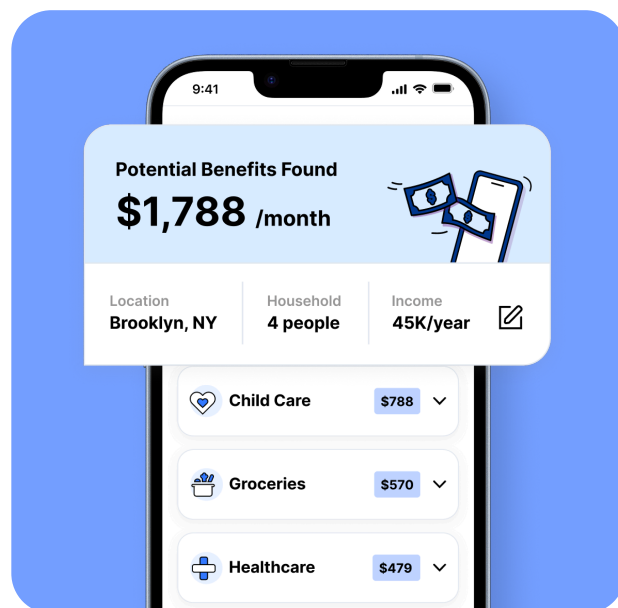 9:41
Potential Benefits Found
$1,788 /month
Location
Brooklyn, NY
Household
4 people
Income
45K/year
Child Care $788
Groceries $570
Healthcare $479